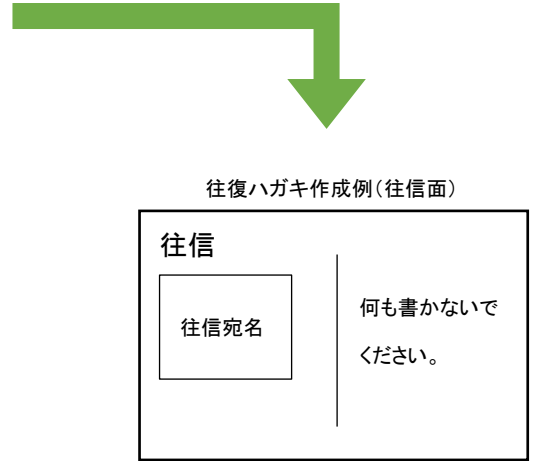 往復ハガキ作成例（往信面）
往信
往信宛名
何も書かないで
ください。